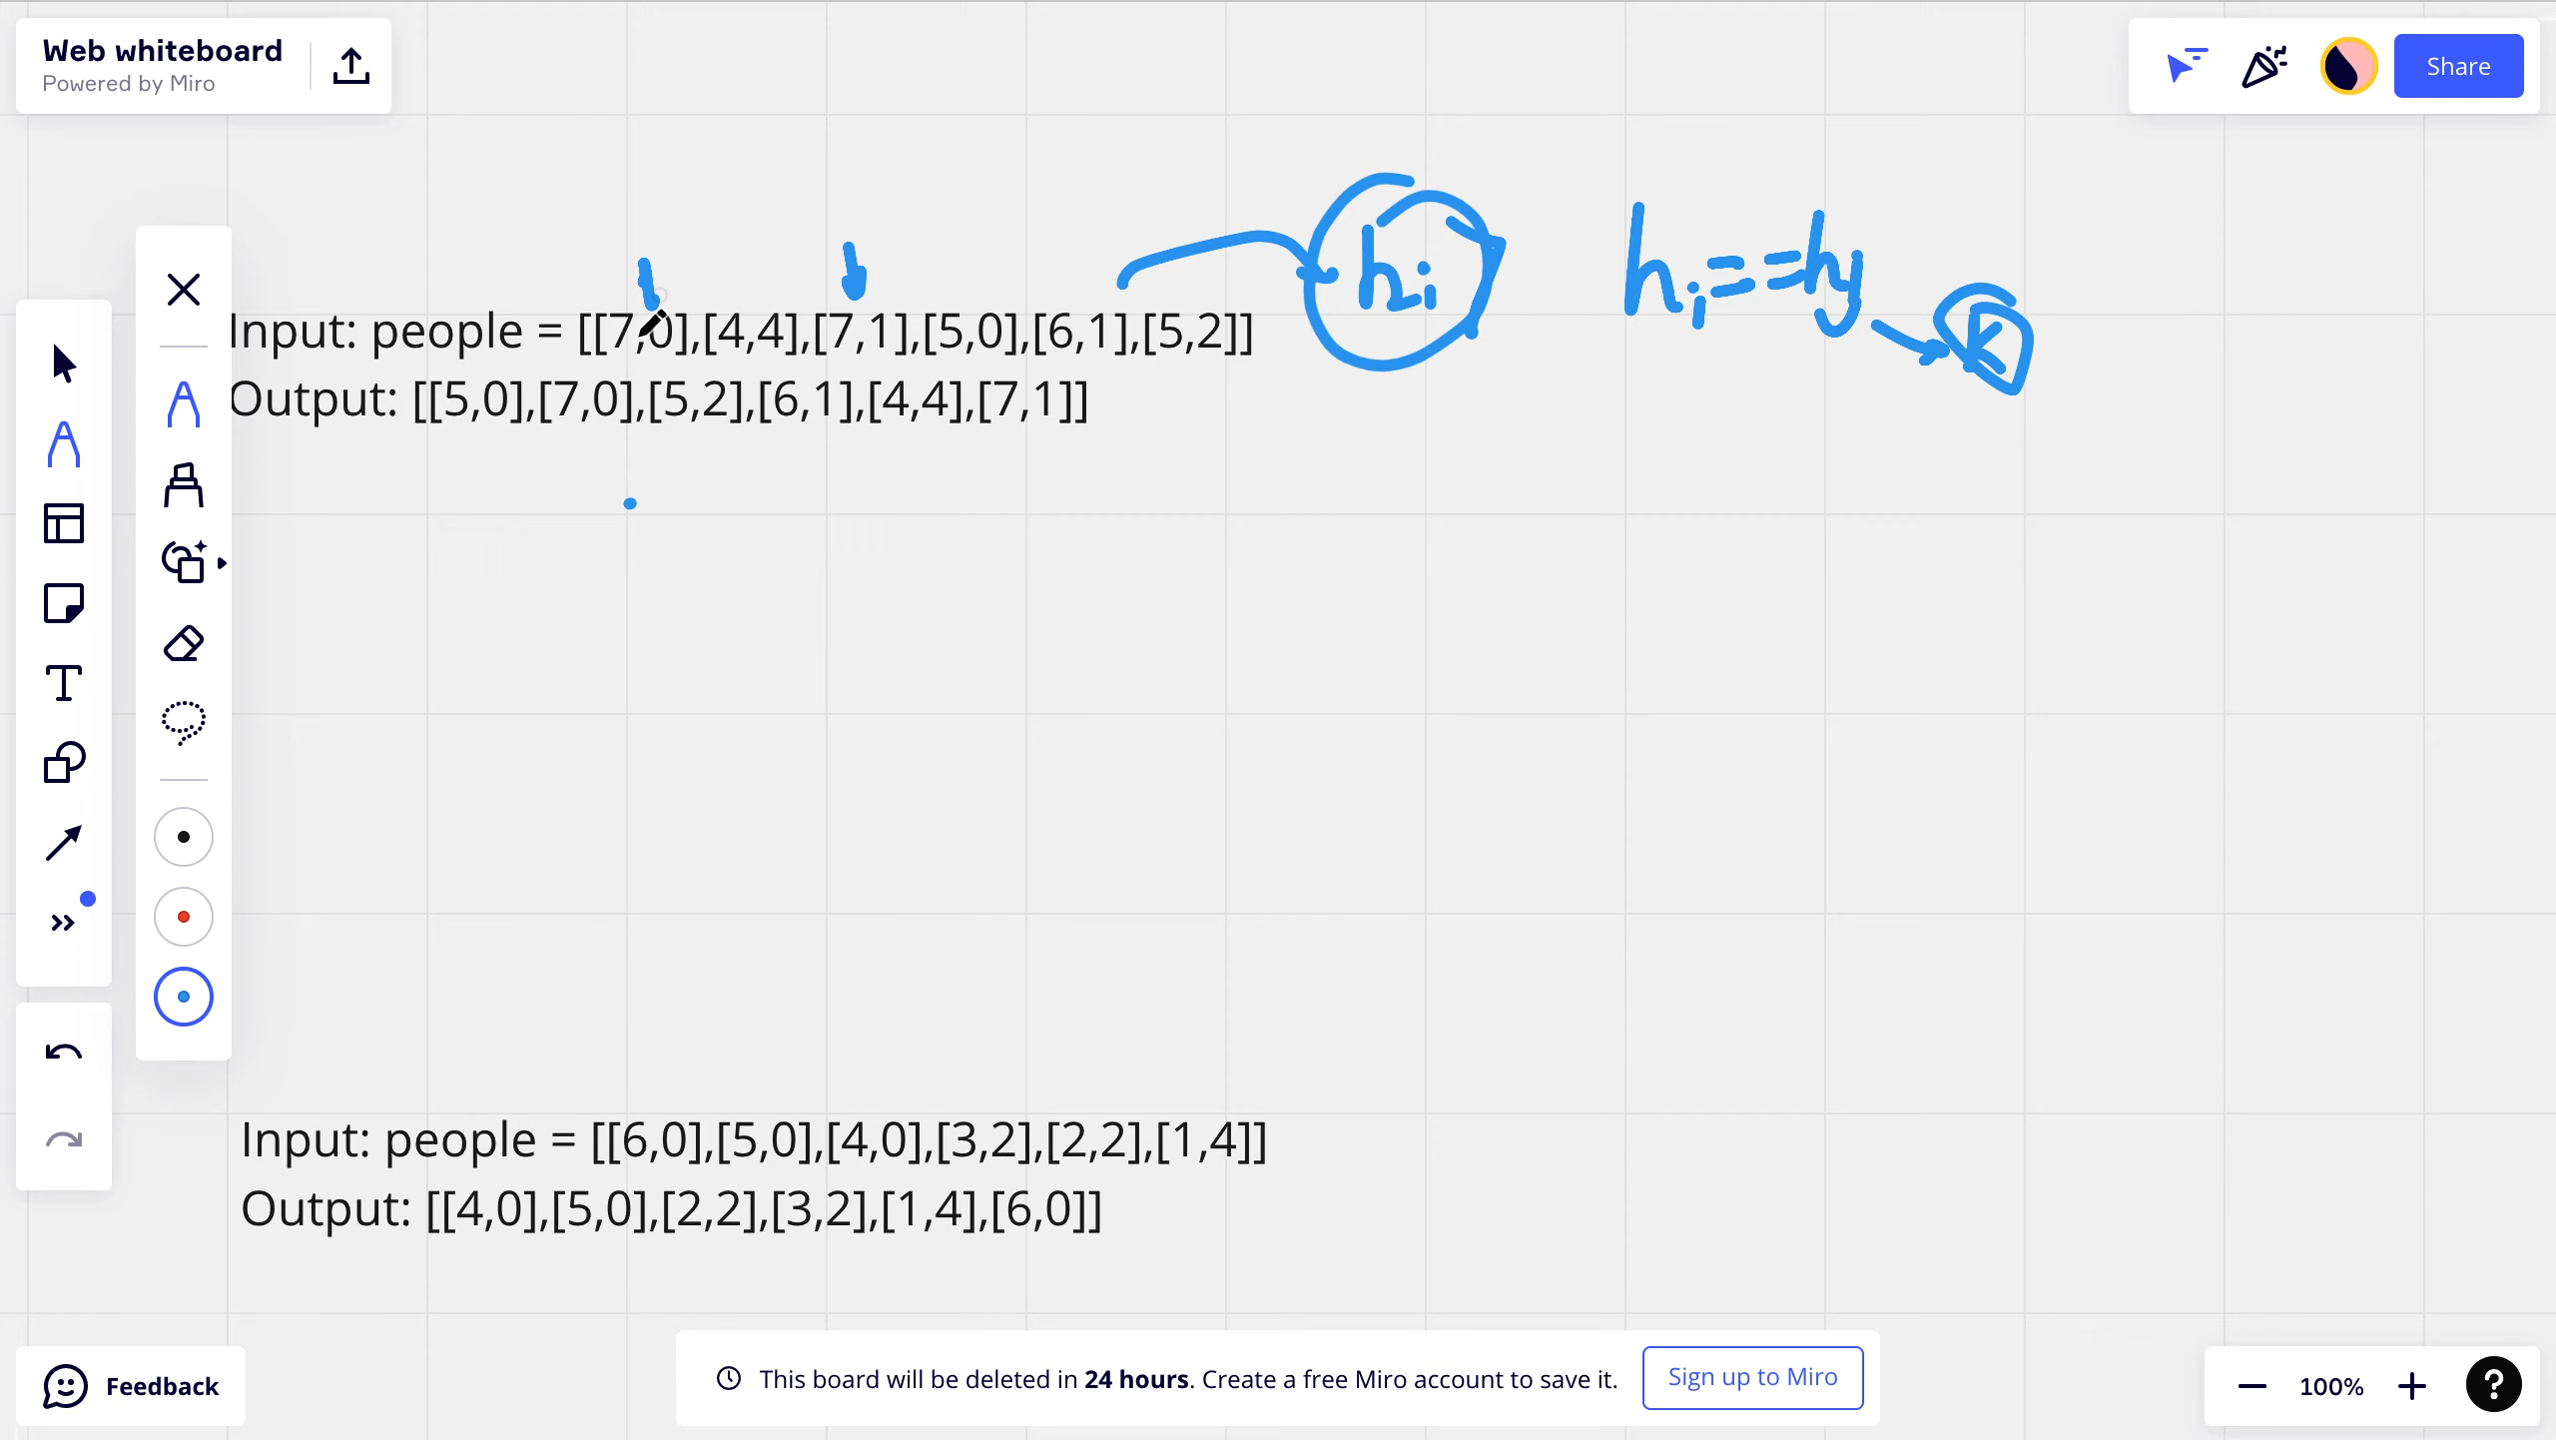 Web whiteboard
Powered by Miro
Share
hi
hi==hj
K
Input: people = [[7,0],[4,4],[7,1],[5,0],[6,1],[5,2]]
Output: [[5,0],[7,0],[5,2],[6,1],[4,4],[7,1]]
T
Input: people = [[6,0],[5,0],[4,0],[3,2],[2,2],[1,4]]
Output: [[4,0],[5,0],[2,2],[3,2],[1,4],[6,0]]
Feedback
This board will be deleted in 24 hours. Create a free Miro account to save it.
Sign up to Miro
100%
?